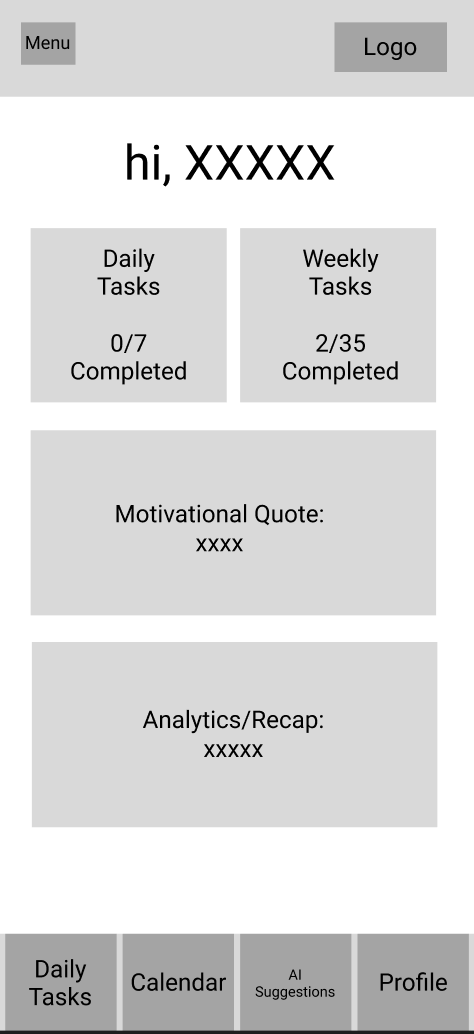 Menu
Logo
hi, XXXXX
Daily
Tasks
0/7
Completed
Weekly
Tasks
2/35
Completed
Motivational Quote:
xxxx
Analytics/Recap:
xxxxx
Daily
Tasks
Calendar
AI
Suggestions
Profile